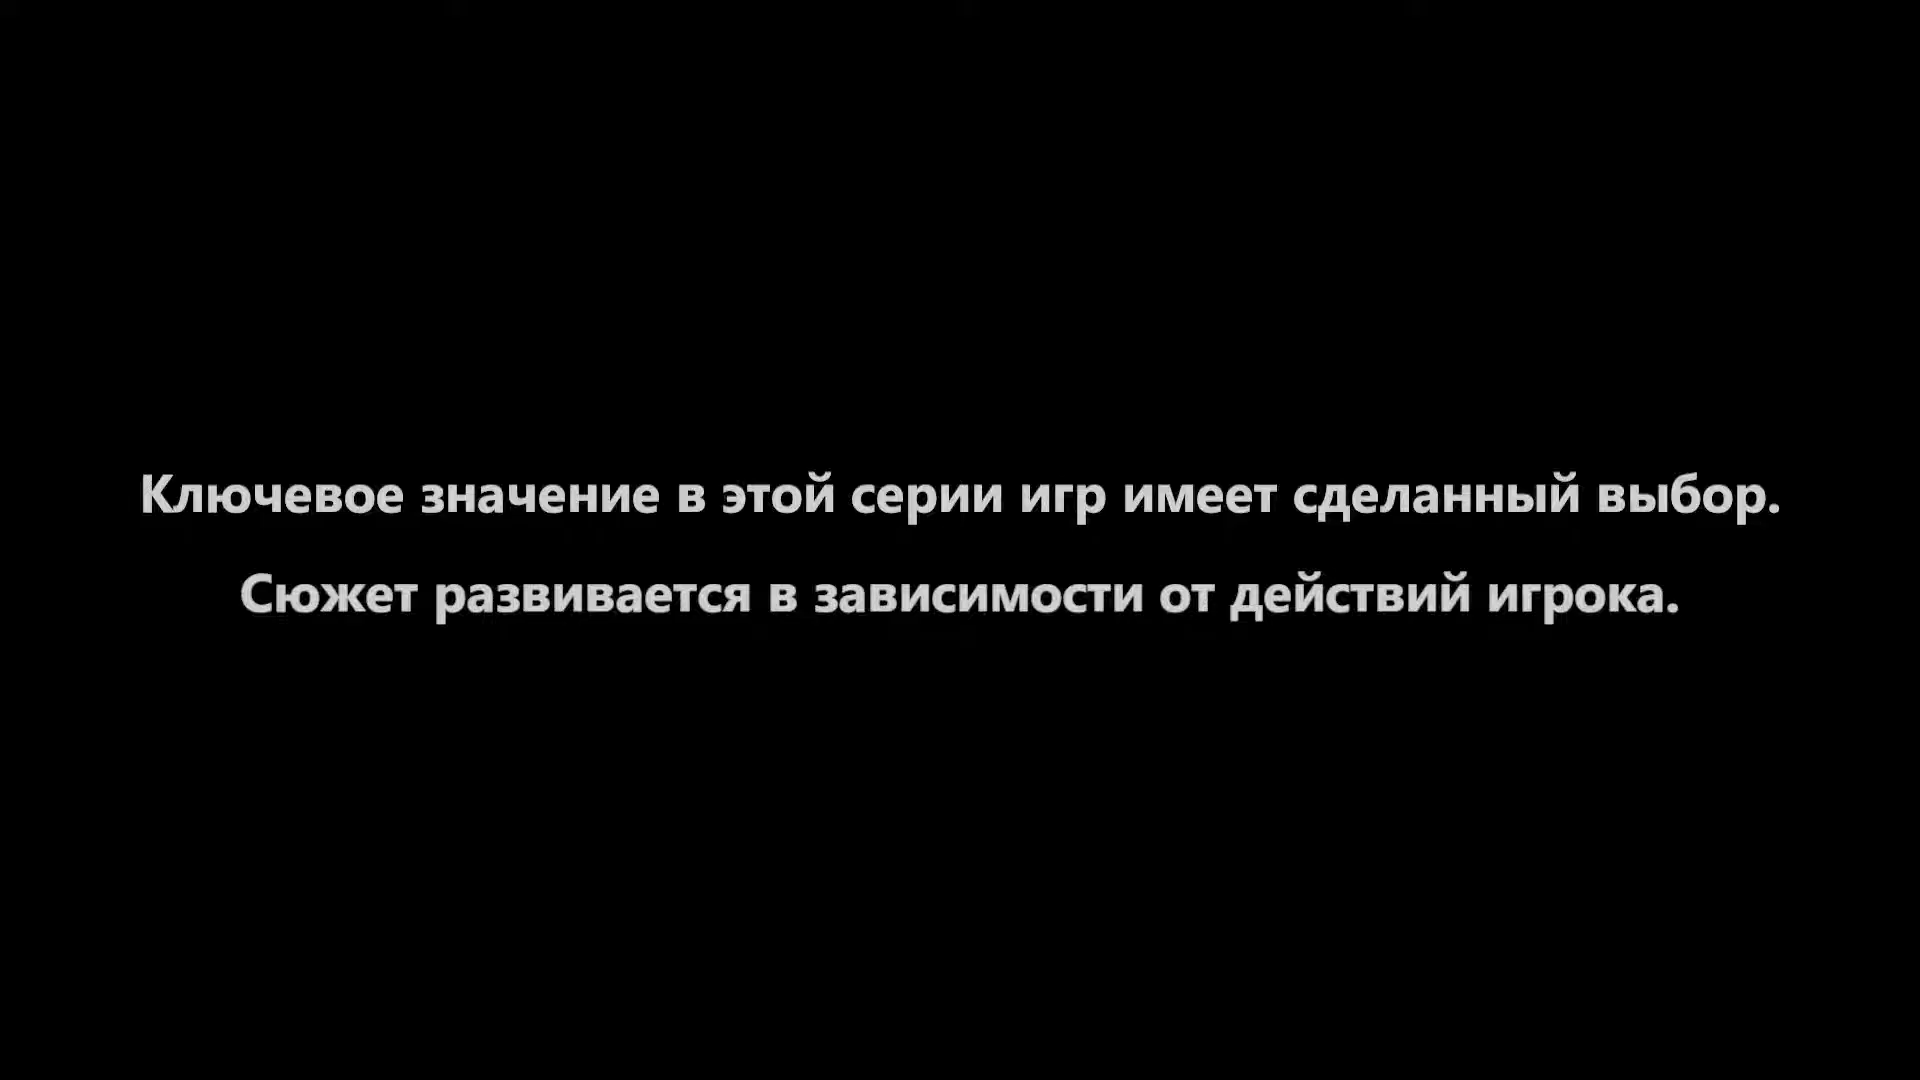 Ключевое значение в этой серии игр имеет сделанный выбор.
Сюжет развивается в зависимости от действий игрока.